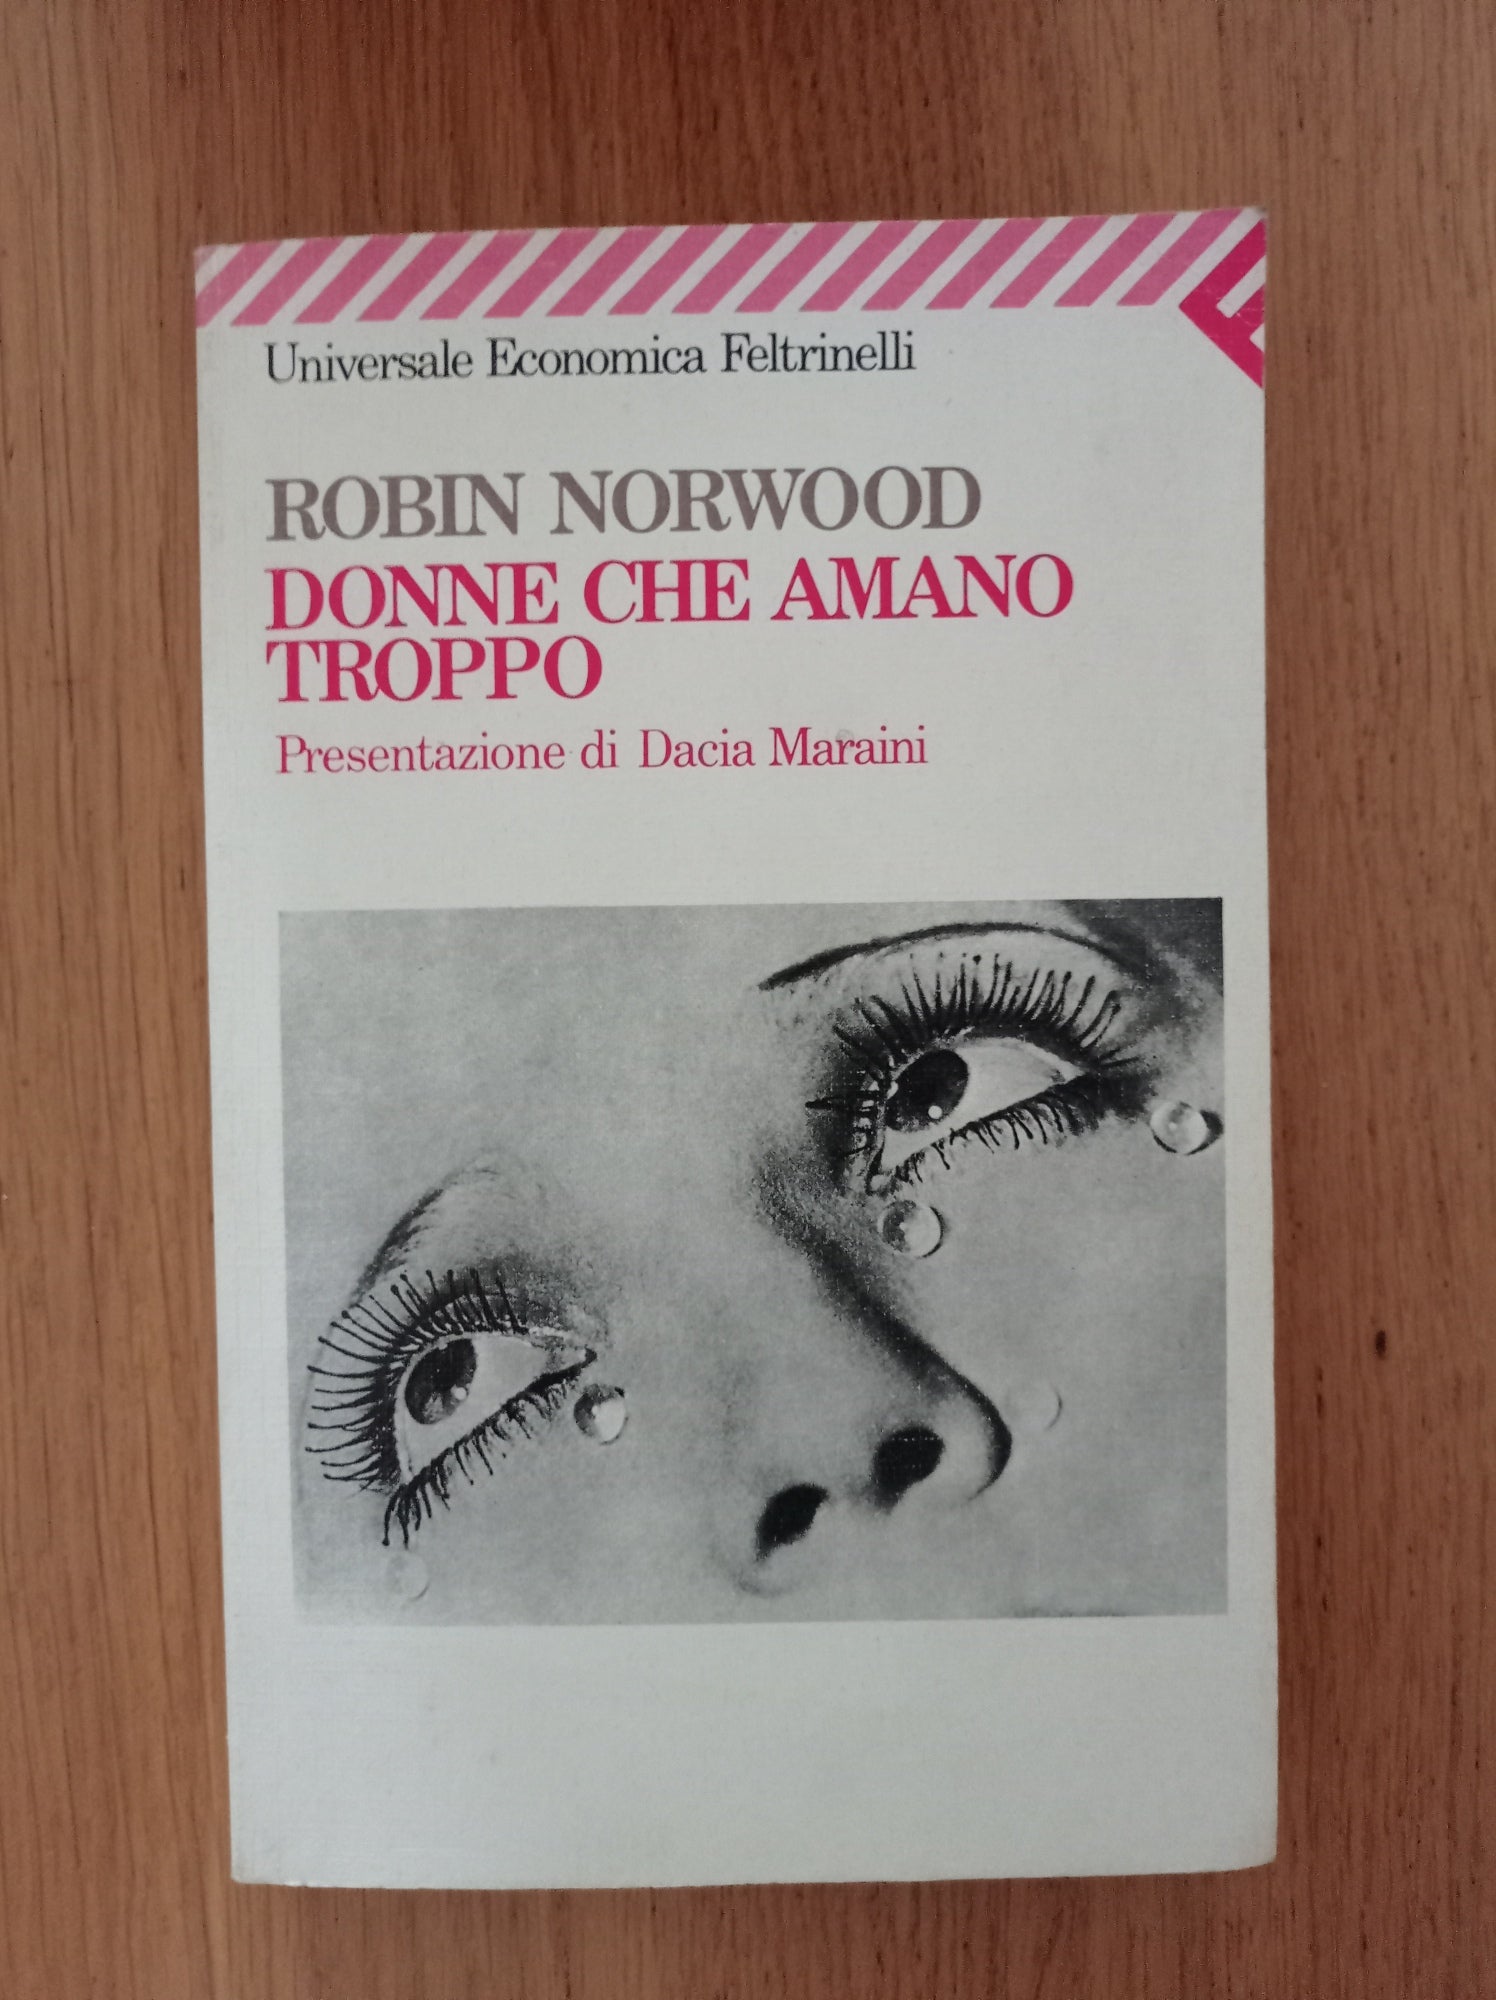 Universale Economica Feltrinelli
ROBIN NORWOOD
DONNE CHE AMANO
TROPPO
Presentazione di Dacia Maraini